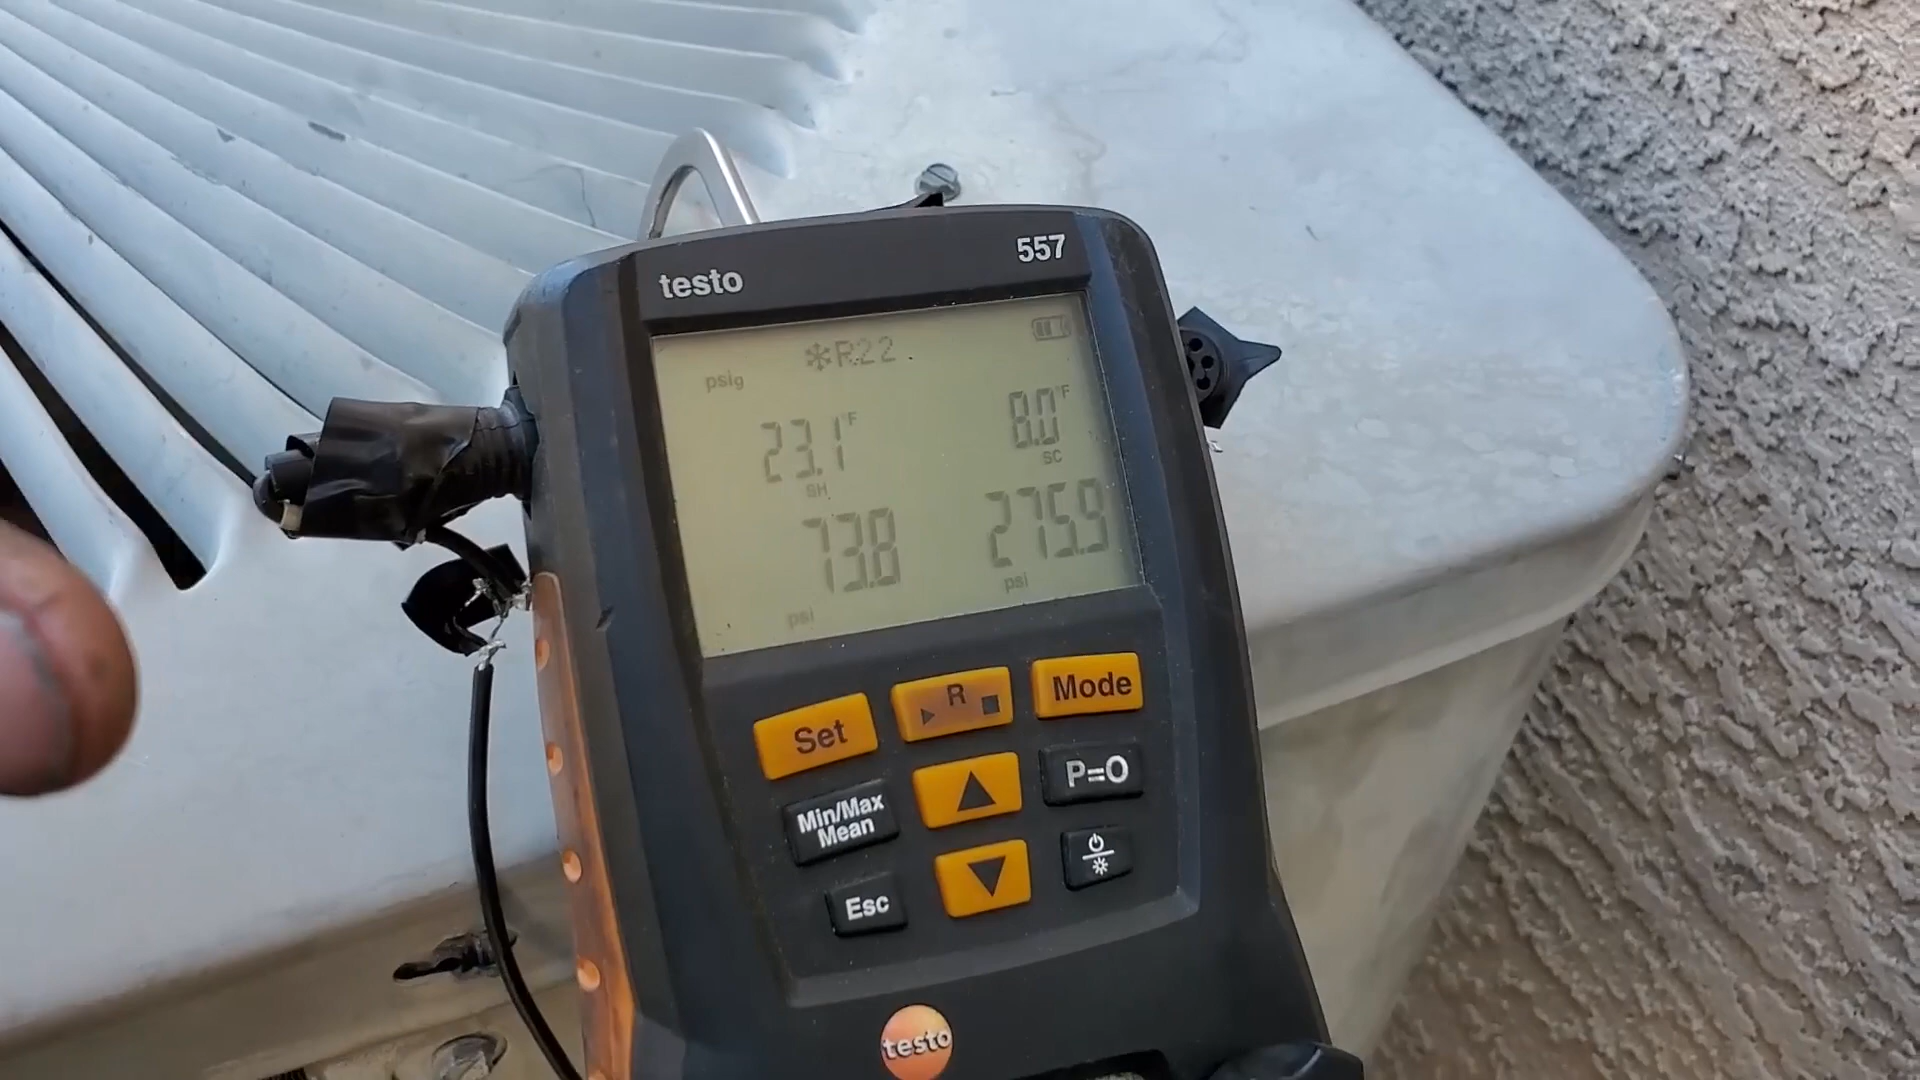 testo
557
R22
psig
23.1°F
8.0°F
SH
SC
73.8
275.9
psi
psi
Set
R
Mode
P=O
Min/Max
Mean
Esc
testo